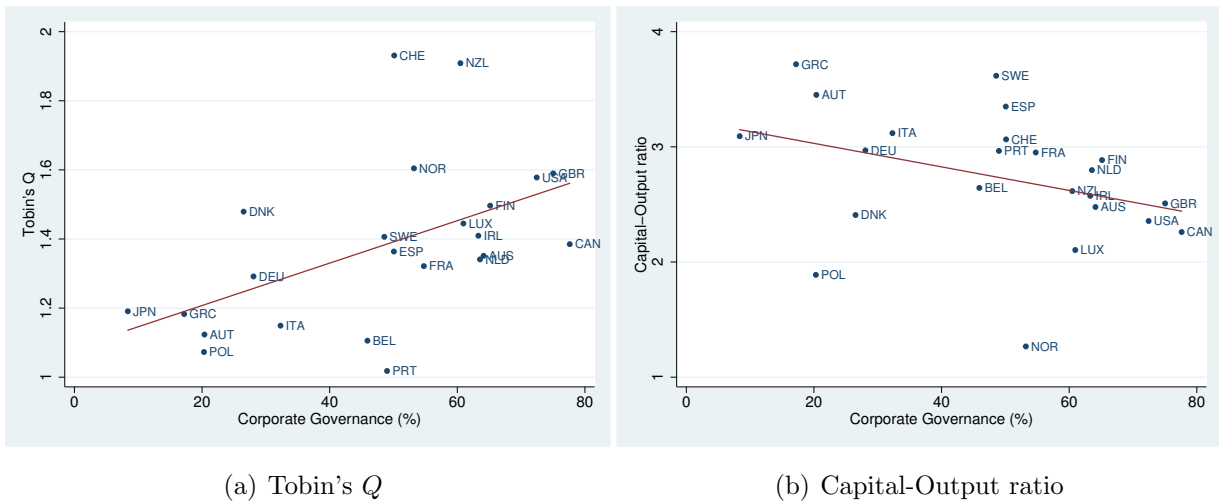 2
1.8
1.6
1.4
1.2
1
Tobin's Q
CHE
NZL
NOR
GBR
USA
FIN
DNK
LUX
SWE
IRL
CAN
ESP
AUS
NLD
FRA
DEU
JPN
GRC
ITA
AUT
BEL
POL
PRT
0 20 40 60 80
Corporate Governance (%)
(a) Tobin's Q
4
3
2
1
Capital–Output ratio
GRC
SWE
AUT
ESP
ITA
JPN
CHE
DEU
PRT
FRA
FIN
NLD
BEL
NZL
IRL
GBR
AUS
DNK
USA
CAN
LUX
POL
NOR
0 20 40 60 80
Corporate Governance (%)
(b) Capital-Output ratio